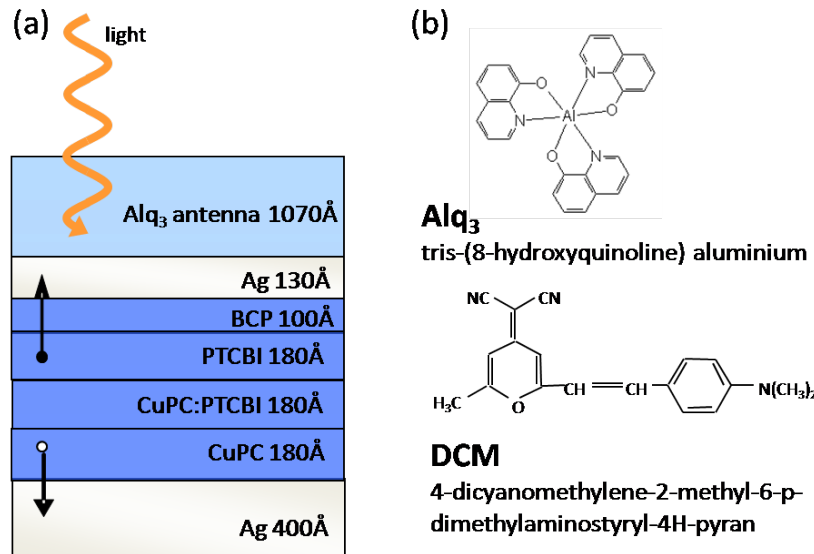 (a)
light
Alq₃ antenna 1070Å
Ag 130Å
BCP 100Å
PTCBI 180Å
CuPC:PTCBI 180Å
CuPC 180Å
Ag 400Å
(b)
N
O
O
N
Al
N
O
Alq₃
tris-(8-hydroxyquinoline) aluminium
NC CN
H₃C O CH CH N(CH₃)₂
DCM
4-dicyanomethylene-2-methyl-6-p-
dimethylaminostyryl-4H-pyran